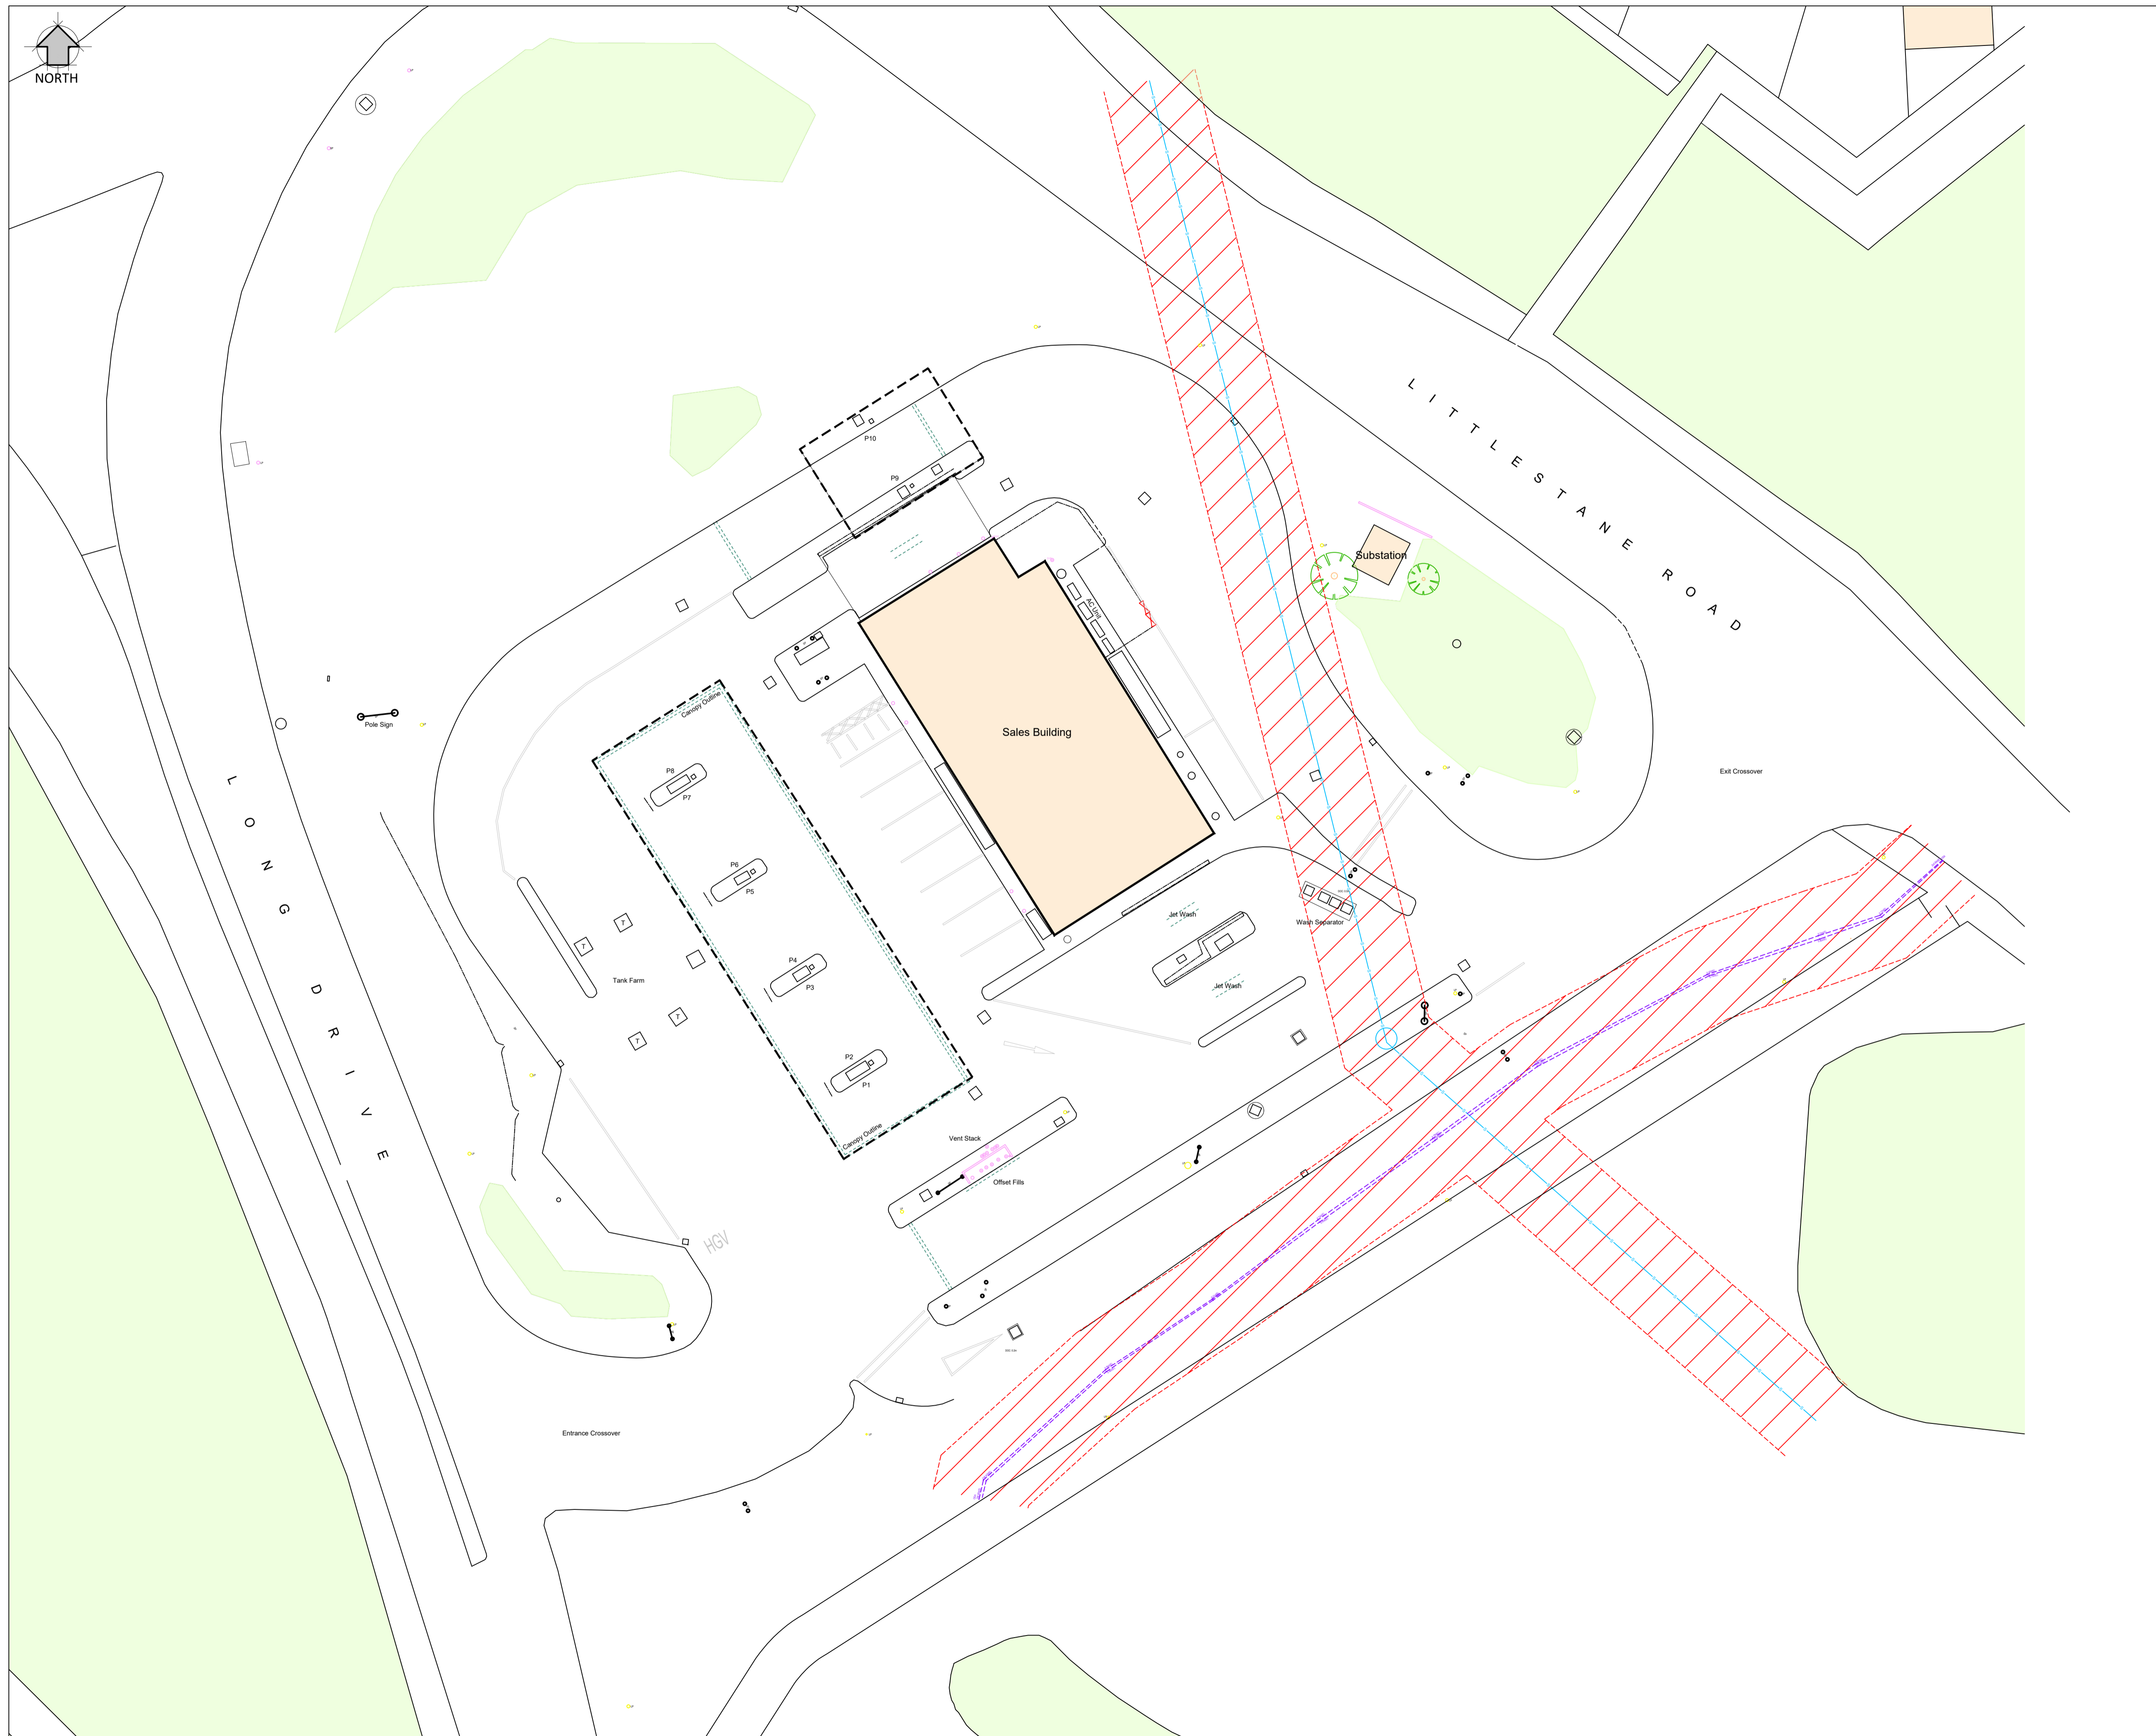 NORTH
LITTLESTANE ROAD
P10
P9
Substation
AC Unit
Canopy Outline
Pole Sign
Sales Building
P8
P7
Exit Crossover
LONG DRIVE
P6
P5
Jet Wash
Wash Separator
T
T
P4
P3
Tank Farm
Jet Wash
T
T
P2
P1
Canopy Outline
Vent Stack
Offset Fills
HGV
Entrance Crossover